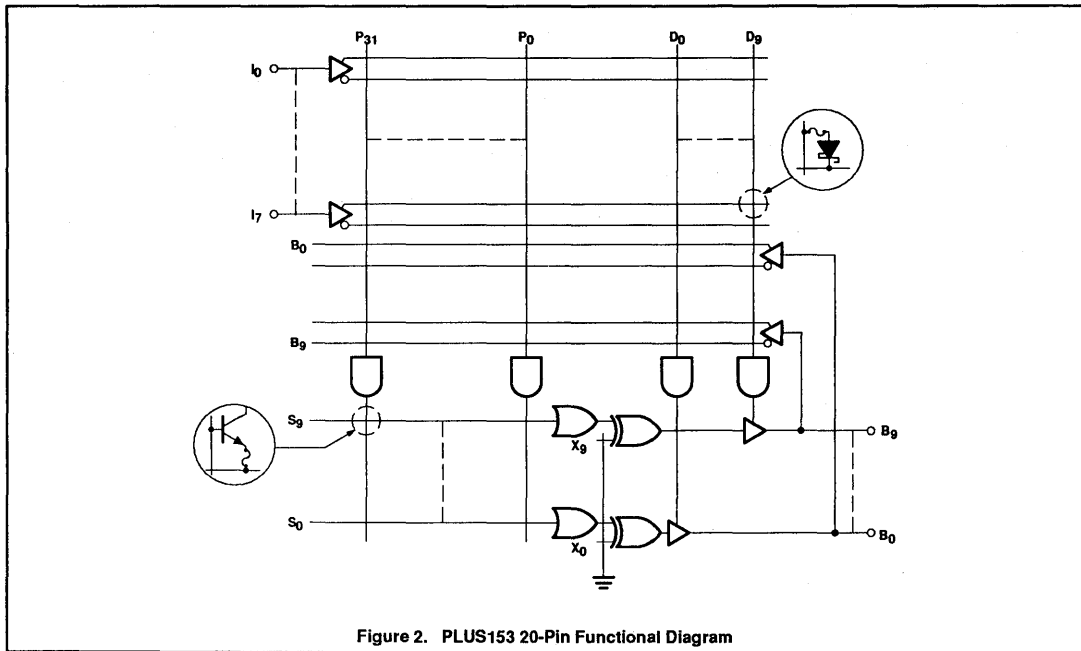 P31 P0 D0 D9
I0
I7
B0
B9
S9
X9
B9
S0
X0
B0
Figure 2. PLUS153 20-Pin Functional Diagram